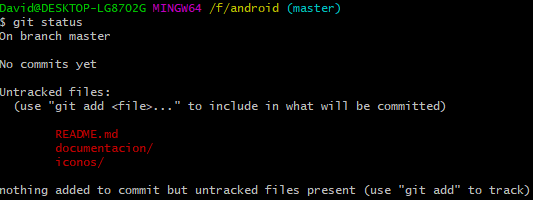 David@DESKTOP-LG87O2G MINGW64 /f/android (master)
$ git status
On branch master
No commits yet
Untracked files:
(use "git add <file>..." to include in what will be committed)
README.md
documentacion/
iconos/
nothing added to commit but untracked files present (use "git add" to track)